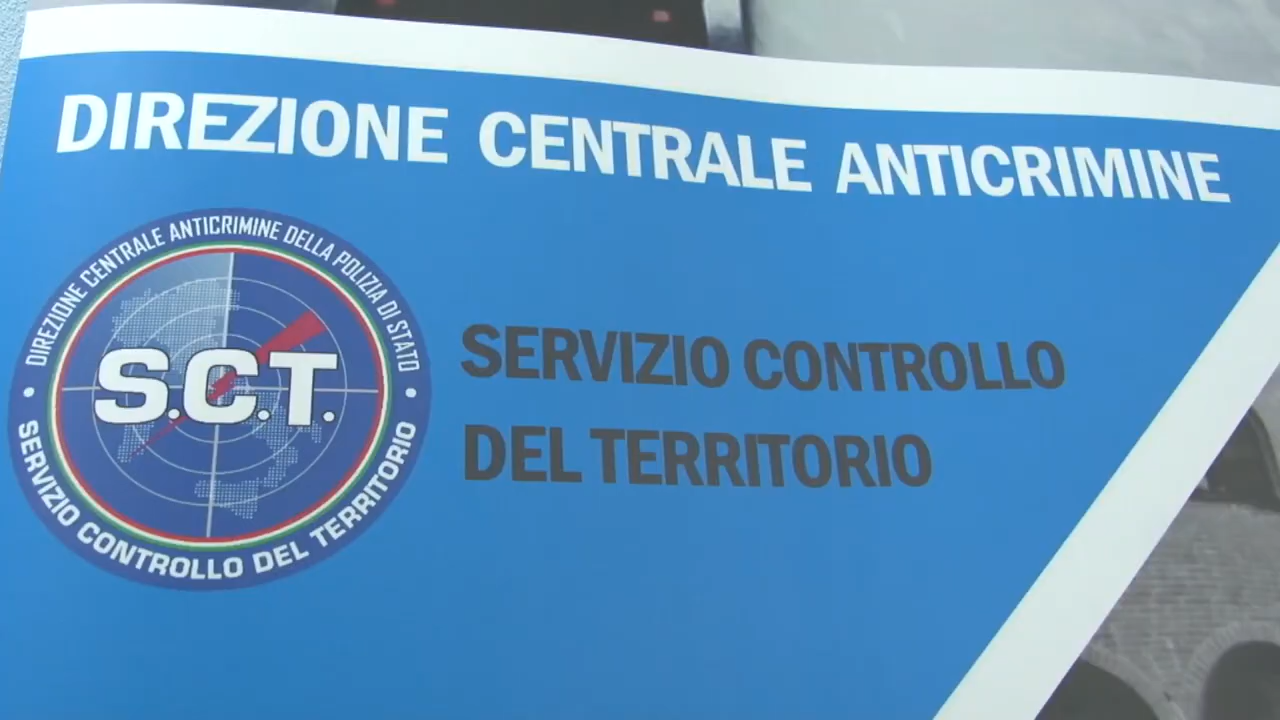 DIREZIONE CENTRALE ANTICRIMINE
DIREZIONE CENTRALE ANTICRIMINE DELLA POLIZIA DI STATO
S.C.T.
SERVIZIO CONTROLLO DEL TERRITORIO
SERVIZIO CONTROLLO
DEL TERRITORIO